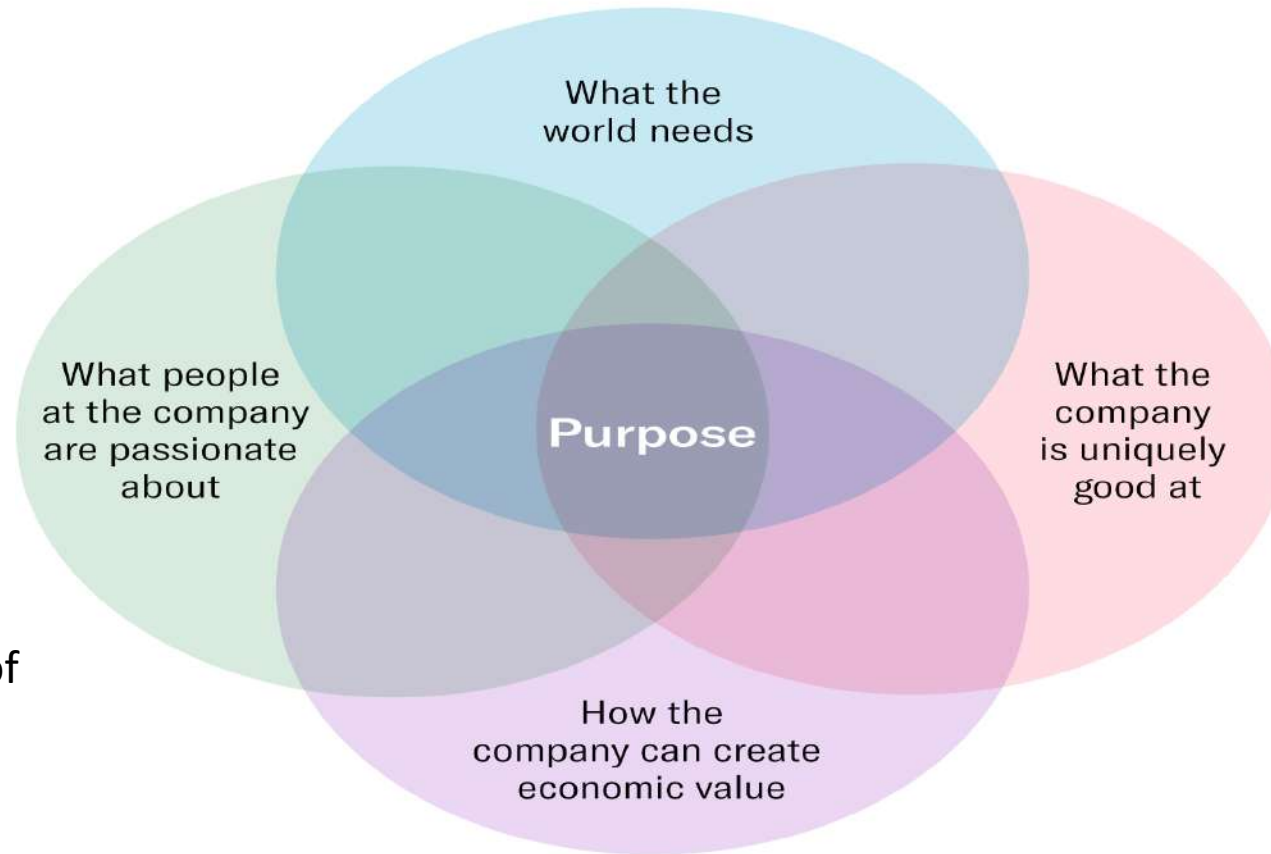 What the
world needs
What people
at the company
are passionate
about
Purpose
What the
company
is uniquely
good at
of
How the
company can create
economic value